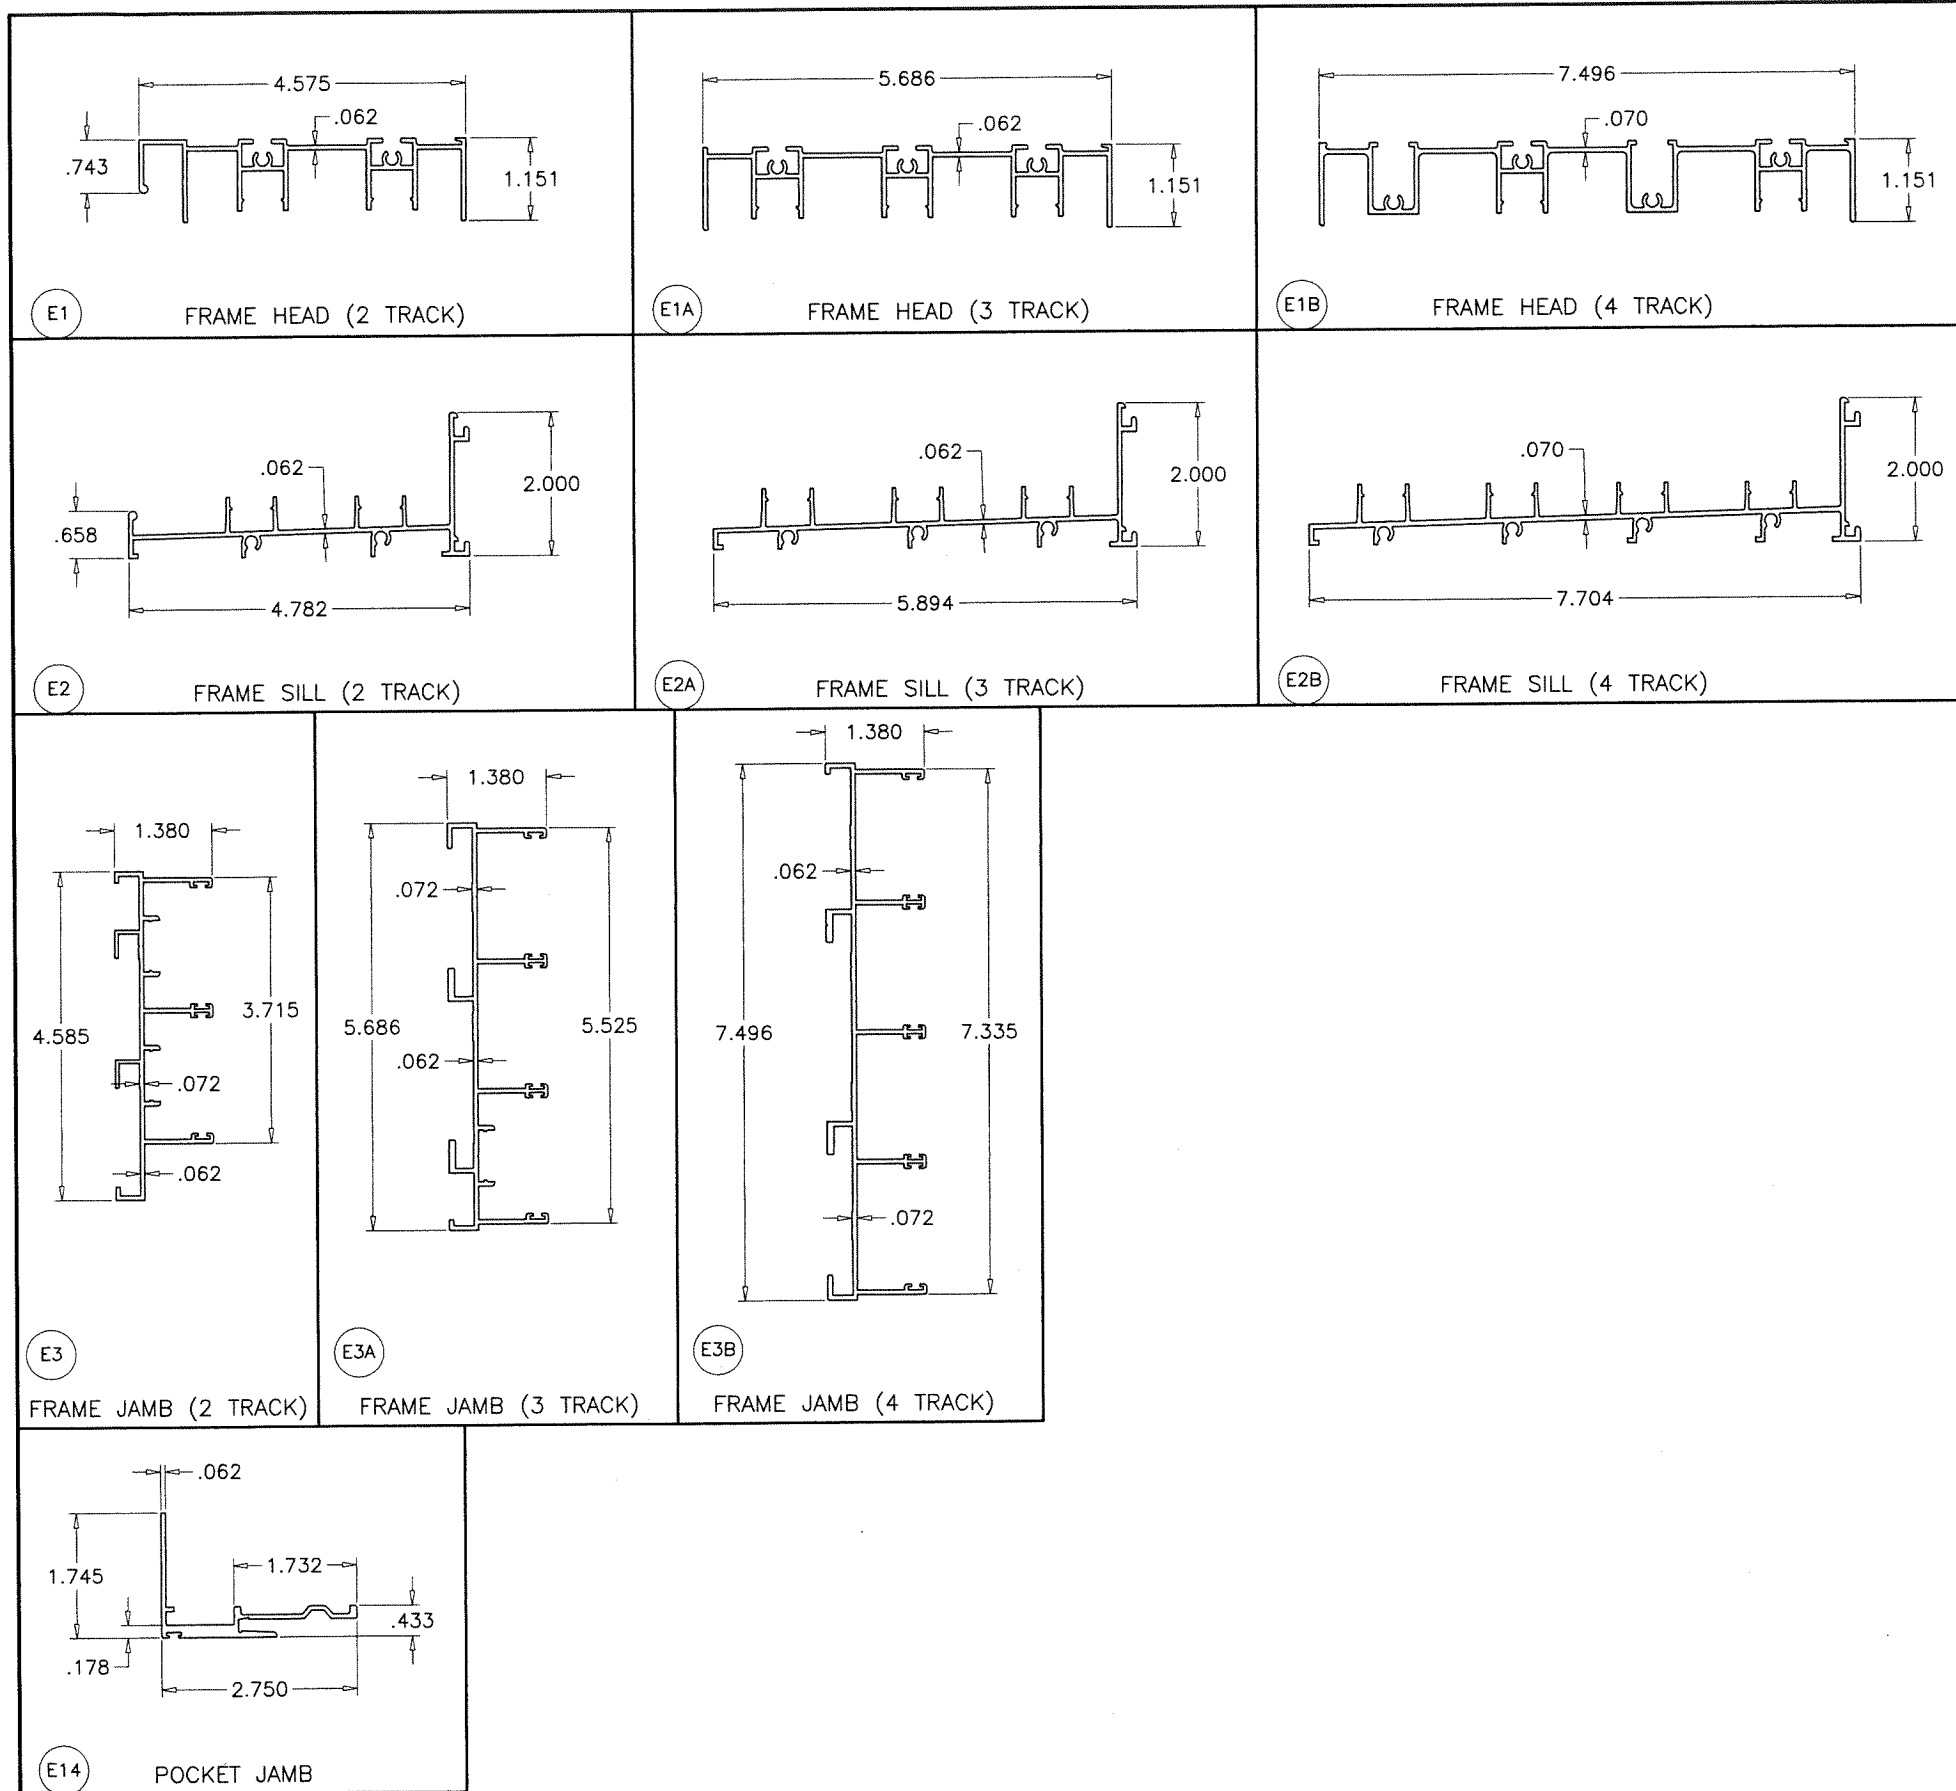 4.575
.062
.743
1.151
E1
FRAME HEAD (2 TRACK)
5.686
.062
1.151
E1A
FRAME HEAD (3 TRACK)
7.496
.070
1.151
E1B
FRAME HEAD (4 TRACK)
.062
2.000
.658
4.782
E2
FRAME SILL (2 TRACK)
.062
2.000
5.894
E2A
FRAME SILL (3 TRACK)
.070
2.000
7.704
E2B
FRAME SILL (4 TRACK)
1.380
4.585
3.715
.072
.062
E3
FRAME JAMB (2 TRACK)
1.380
.072
5.686
5.525
.062
E3A
FRAME JAMB (3 TRACK)
1.380
.062
7.496
7.335
.072
E3B
FRAME JAMB (4 TRACK)
.062
1.745
1.732
.433
.178
2.750
E14
POCKET JAMB